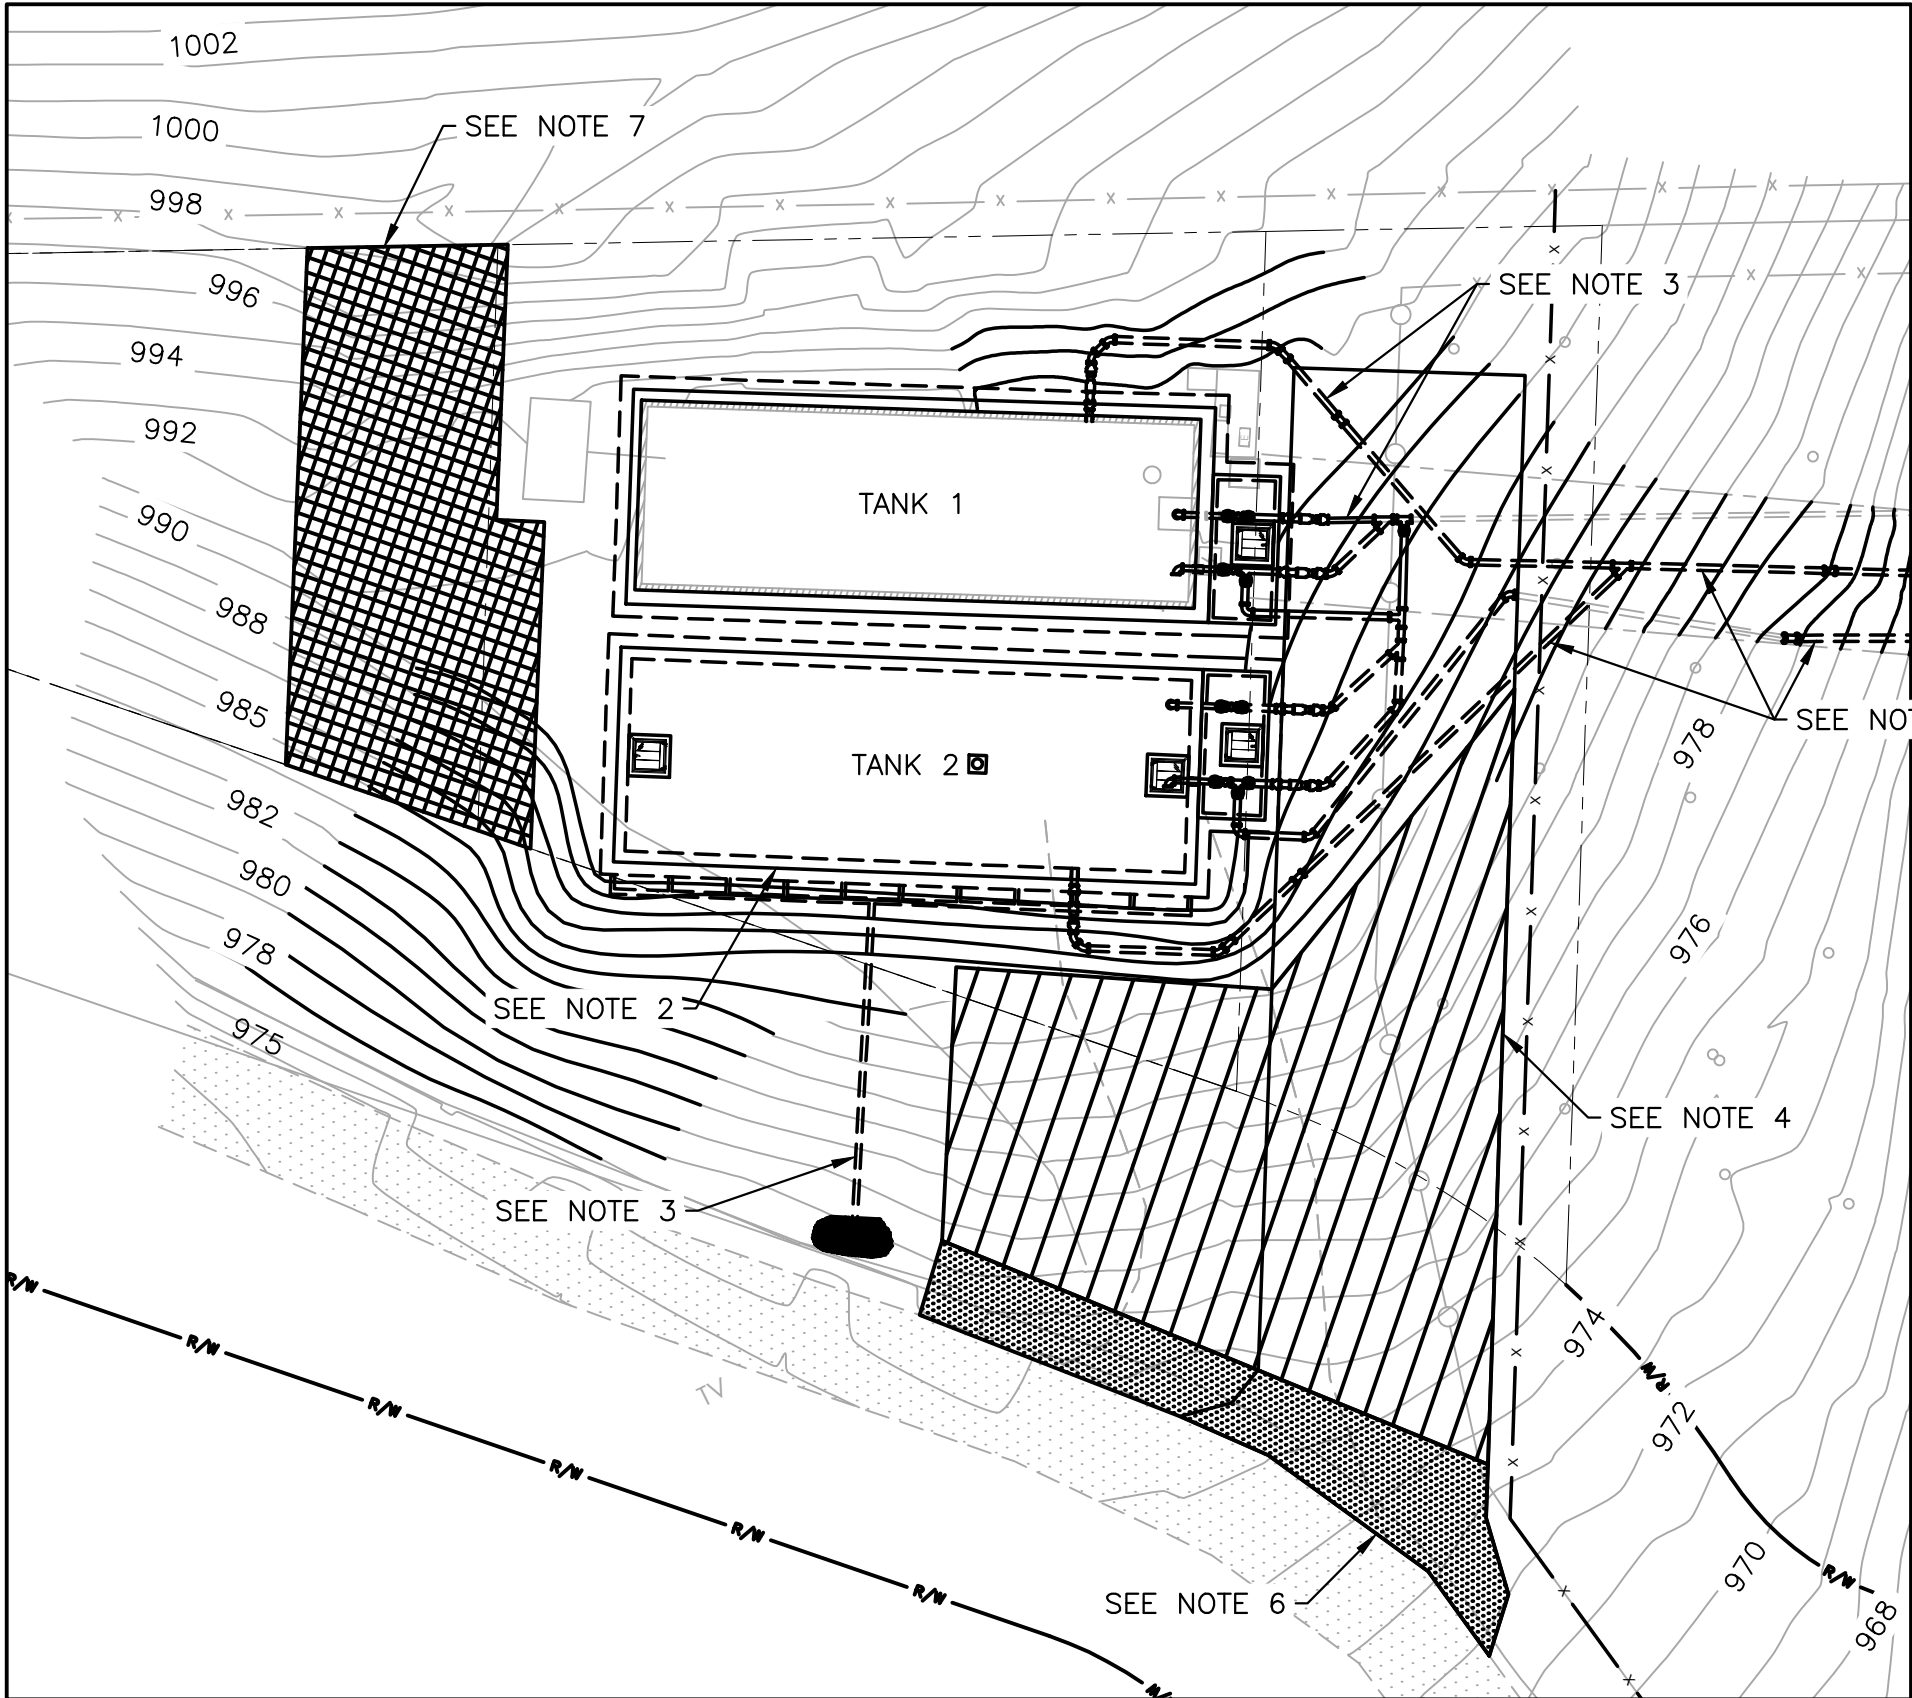 1002
SEE NOTE 7
1000
998
996
SEE NOTE 3
994
992
TANK 1
990
988
985
978
SEE
TANK 2
982
980
976
978
SEE NOTE 2
975
SEE NOTE 4
SEE NOTE 3
R/W
974
R/W
R/W
TV
R/W
972
R/W
R/W
970
R/W
R/W
SEE NOTE 6
968